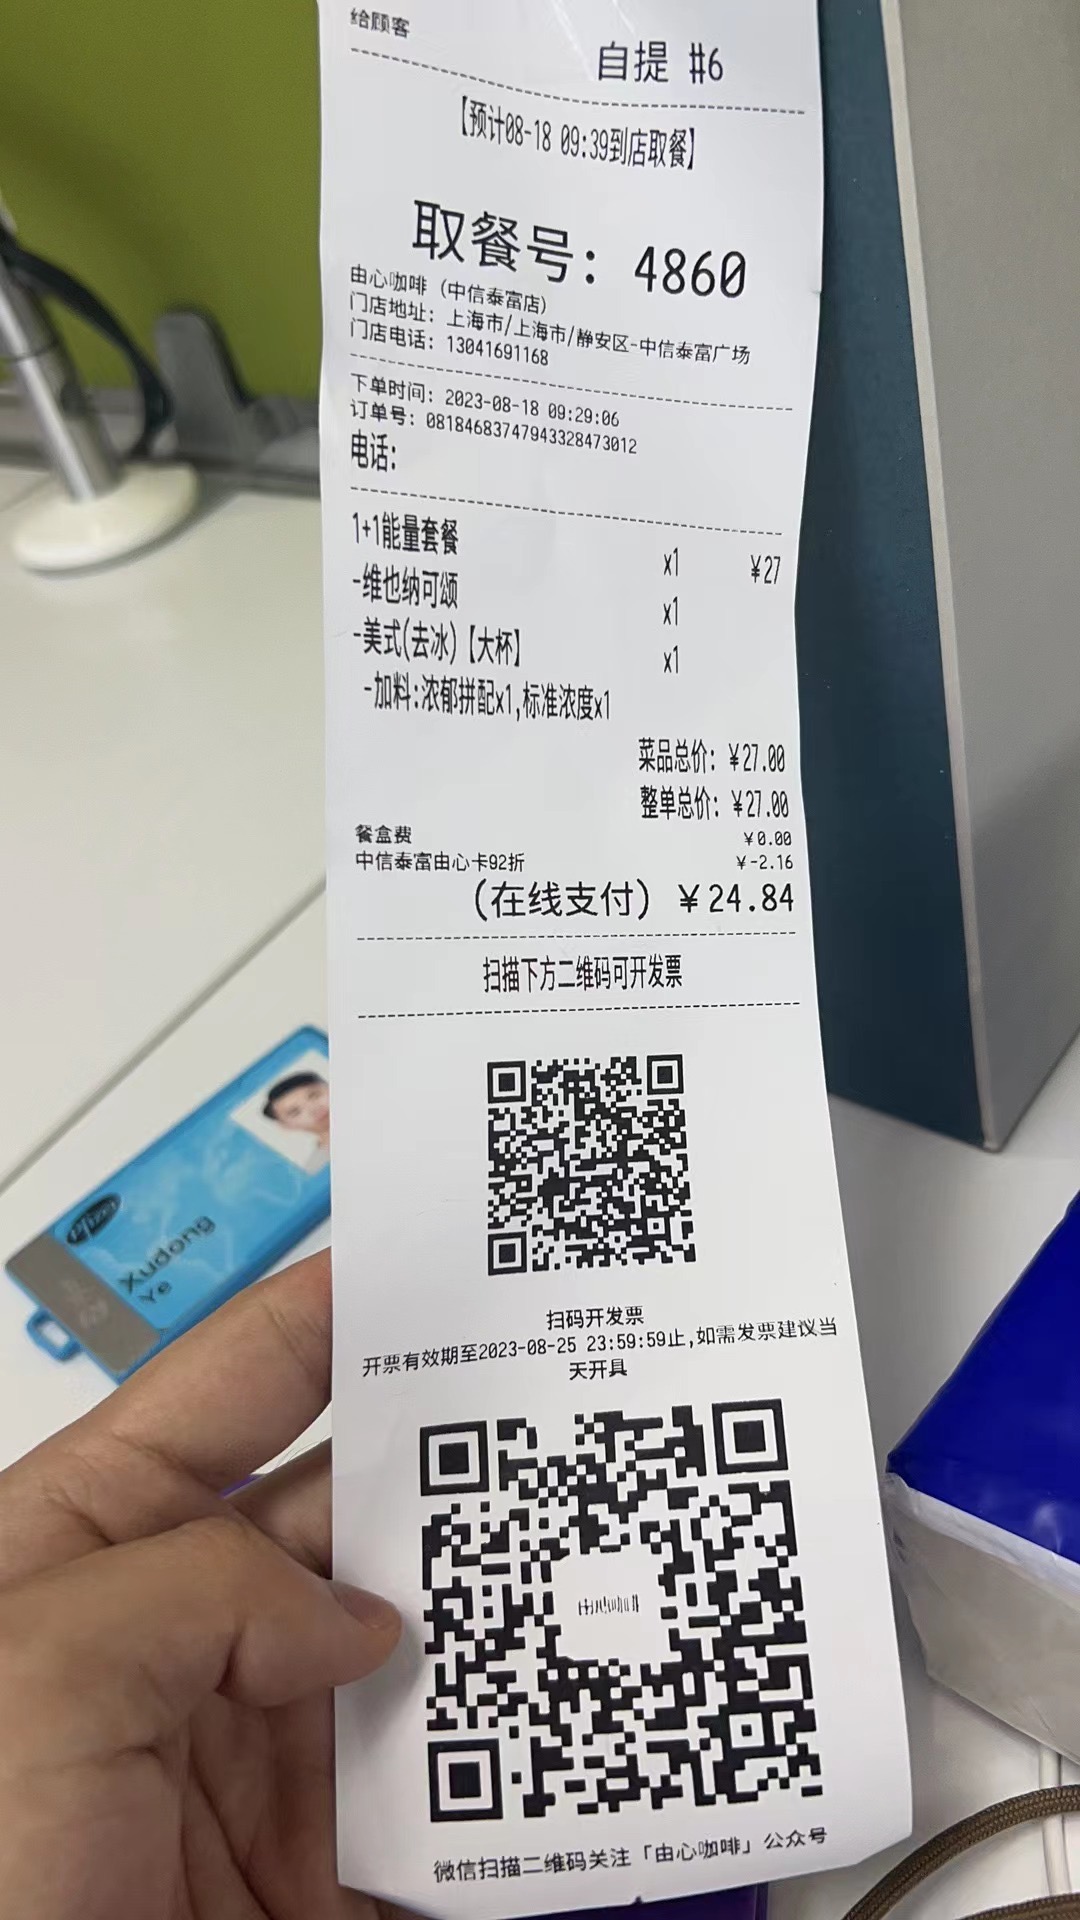 给顾客
自提 #6
【预计08-18 09:39到店取餐】
取餐号: 4860
由心咖啡 (中信泰富店)
门店地址: 上海市/上海市/静安区-中信泰富广场
门店电话: 13041691168
下单时间: 2023-08-18 09:29:06
订单号: 08184683747943328473012
电话:
1+1能量套餐 x1 ¥27
-维也纳可颂 x1
-美式(去冰)【大杯】 x1
-加料:浓郁拼配x1,标准浓度x1
菜品总价: ¥27.00
整单总价: ¥27.00
餐盒费 ¥0.00
中信泰富由心卡92折 ¥-2.16
(在线支付) ¥24.84
扫描下方二维码可开发票
扫码开发票
开票有效期至2023-08-25 23:59:59止,如需发票建议当
天开具
由心咖啡
微信扫描二维码关注「由心咖啡」公众号
Pfizer
Xudong
Ye